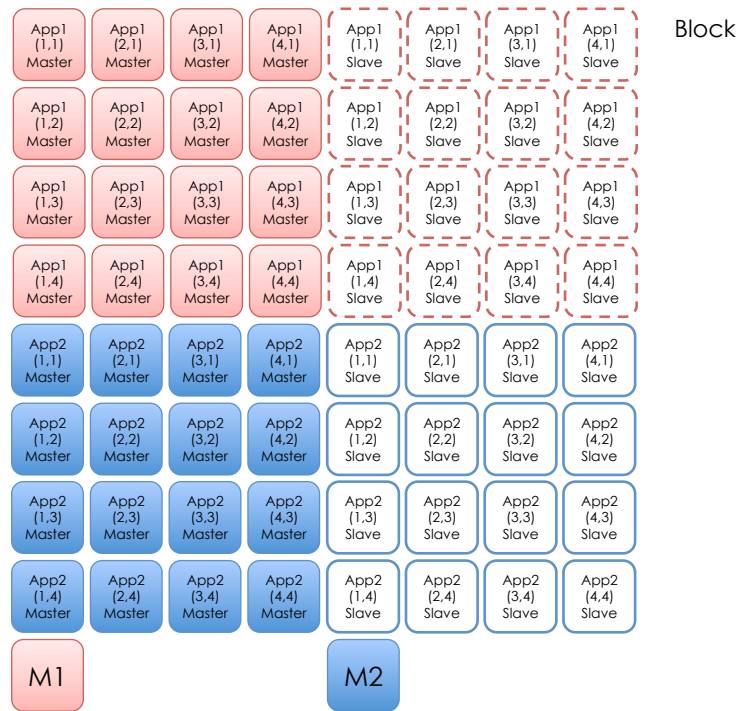 Block
App1 App1 App1 App1 App1 App1 App1 App1
(1,1) (2,1) (3,1) (4,1) (1,1) (2,1) (3,1) (4,1)
Master Master Master Master Slave Slave Slave Slave
App1 App1 App1 App1 App1 App1 App1 App1
(1,2) (2,2) (3,2) (4,2) (1,2) (2,2) (3,2) (4,2)
Master Master Master Master Slave Slave Slave Slave
App1 App1 App1 App1 App1 App1 App1 App1
(1,3) (2,3) (3,3) (4,3) (1,3) (2,3) (3,3) (4,3)
Master Master Master Master Slave Slave Slave Slave
App1 App1 App1 App1 App1 App1 App1 App1
(1,4) (2,4) (3,4) (4,4) (1,4) (2,4) (3,4) (4,4)
Master Master Master Master Slave Slave Slave Slave
App2 App2 App2 App2 App2 App2 App2 App2
(1,1) (2,1) (3,1) (4,1) (1,1) (2,1) (3,1) (4,1)
Master Master Master Master Slave Slave Slave Slave
App2 App2 App2 App2 App2 App2 App2 App2
(1,2) (2,2) (3,2) (4,2) (1,2) (2,2) (3,2) (4,2)
Master Master Master Master Slave Slave Slave Slave
App2 App2 App2 App2 App2 App2 App2 App2
(1,3) (2,3) (3,3) (4,3) (1,3) (2,3) (3,3) (4,3)
Master Master Master Master Slave Slave Slave Slave
App2 App2 App2 App2 App2 App2 App2 App2
(1,4) (2,4) (3,4) (4,4) (1,4) (2,4) (3,4) (4,4)
Master Master Master Master Slave Slave Slave Slave
M1 M2